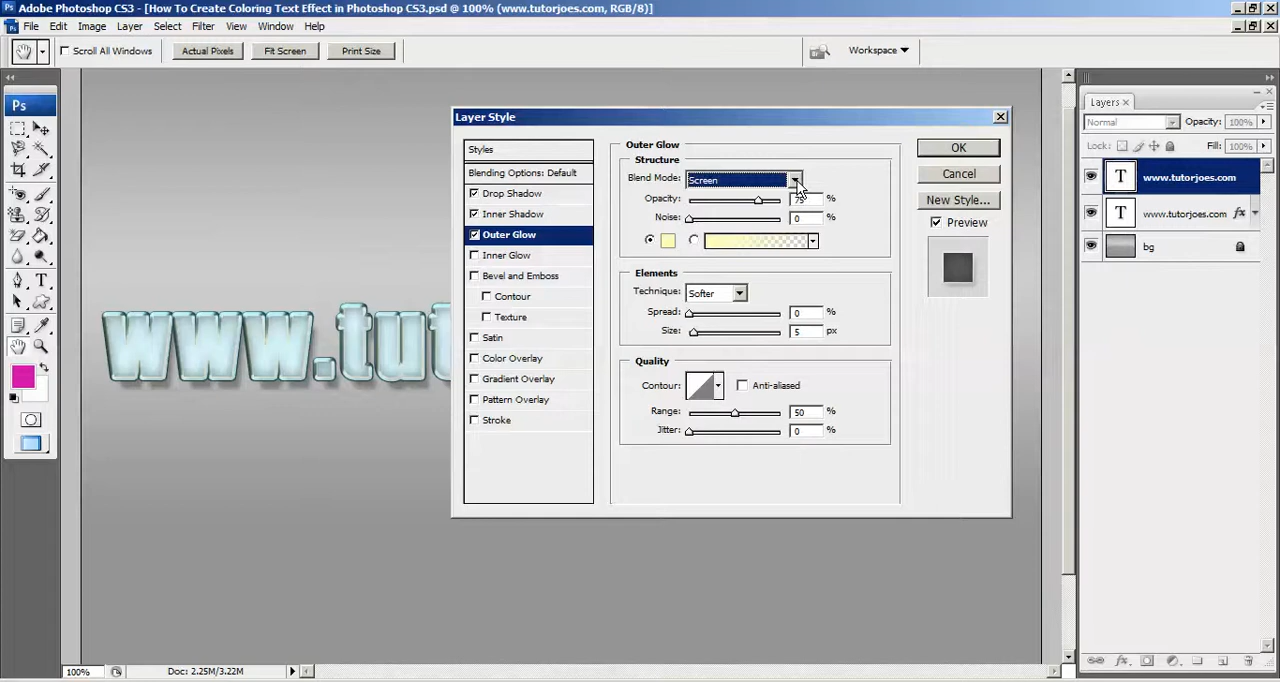 Adobe Photoshop CS3 - [How To Create Coloring Text Effect in Photoshop CS3.psd @ 100% (www.tutorjoes.com, RGB/8)]
File Edit Image Layer Select Filter View Window Help
Scroll All Windows Actual Pixels Fit Screen Print Size Workspace
Ps
Layer Style
Styles
Blending Options: Default
Drop Shadow
Inner Shadow
Outer Glow
Inner Glow
Bevel and Emboss
Contour
Texture
Satin
Color Overlay
Gradient Overlay
Pattern Overlay
Stroke
Outer Glow
Structure
Blend Mode: Screen
Opacity: 75 %
Noise: 0 %
Elements
Technique: Softer
Spread: 0 %
Size: 5 px
Quality
Contour: Anti-aliased
Range: 50 %
Jitter: 0 %
OK
Cancel
New Style...
Preview
Layers x
Normal Opacity: 100%
Lock: Fill: 100%
T www.tutorjoes.com
T www.tutorjoes.com fx
bg
www.tut
100% Doc: 2.25M/3.22M